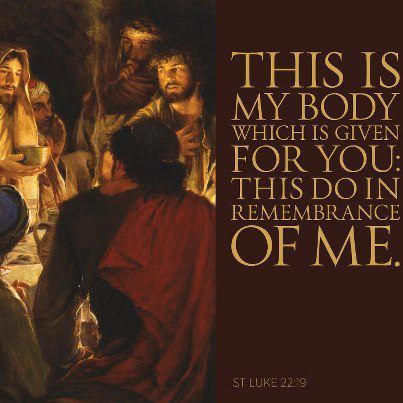 THIS IS
MY BODY
WHICH IS GIVEN
FOR YOU:
THIS DO IN
REMEMBRANCE
OF ME.
ST LUKE 22:19